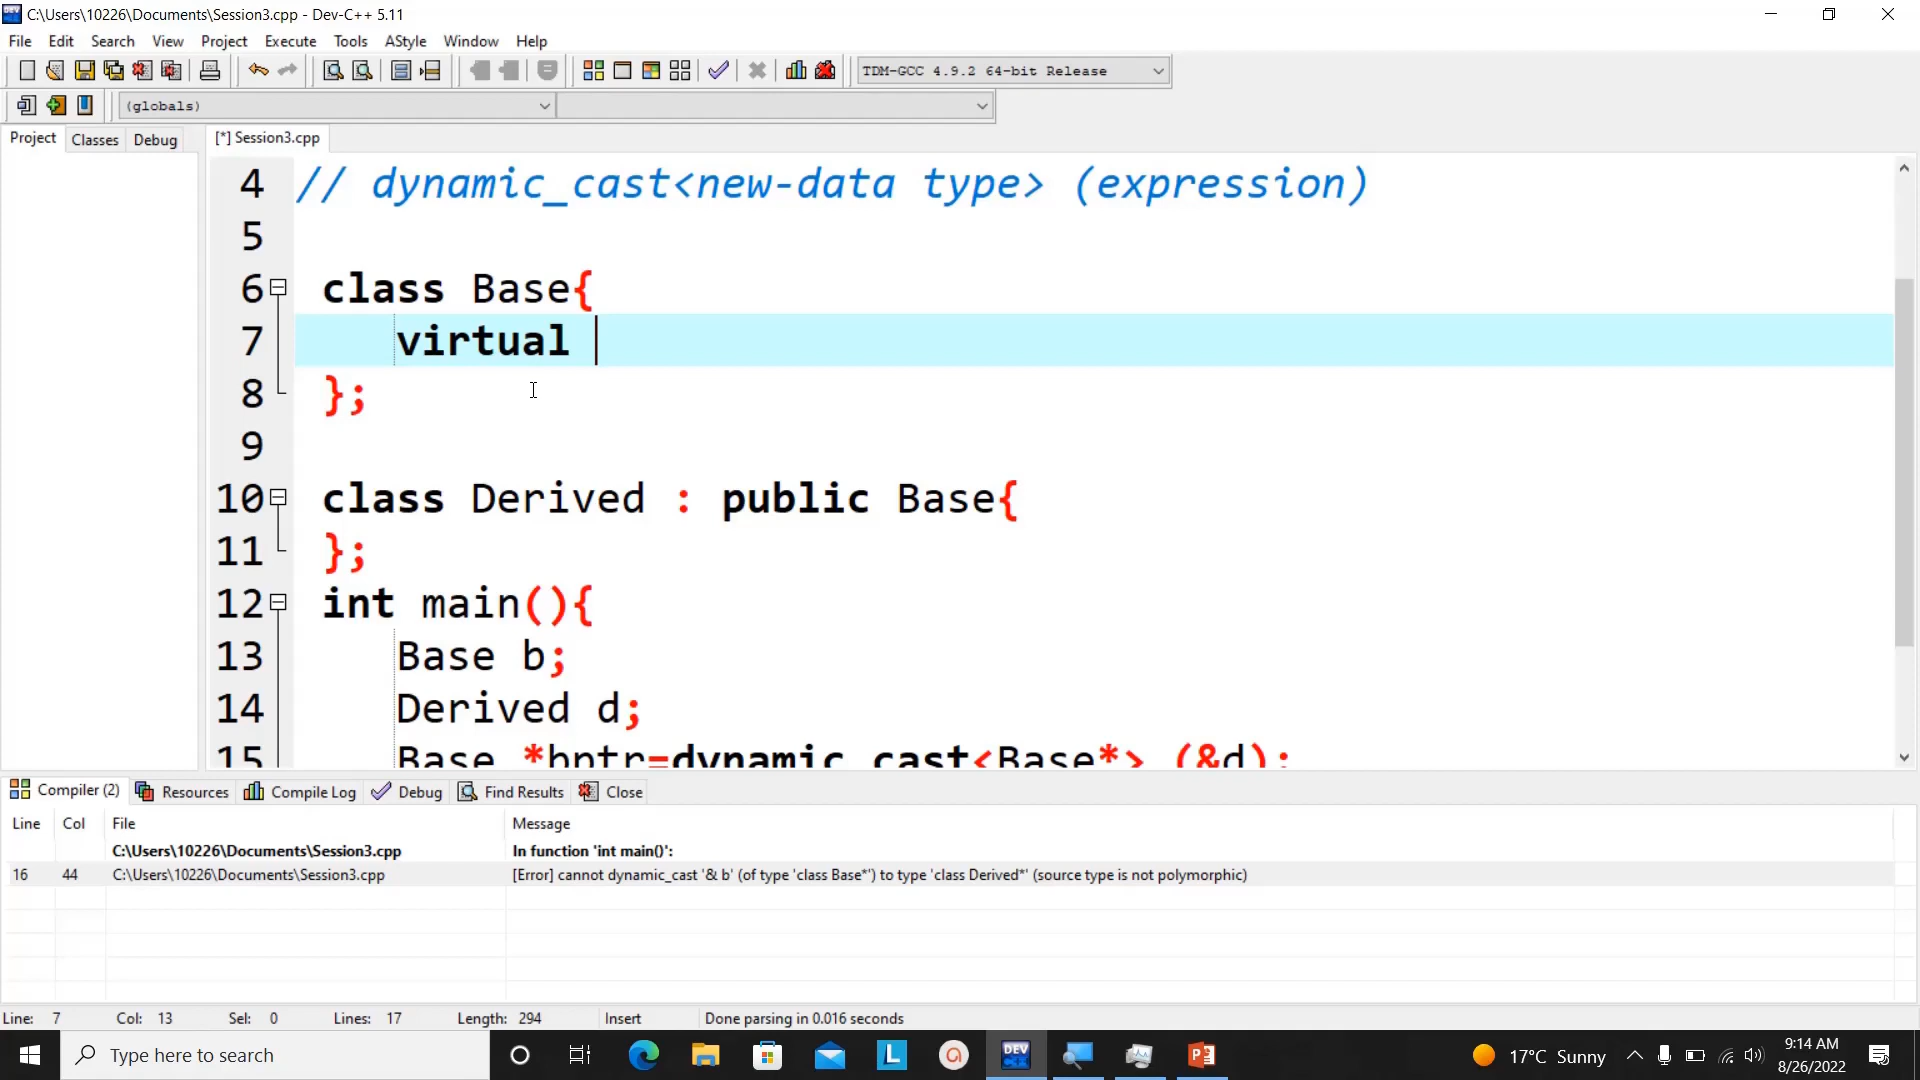 C:\Users\10226\Documents\Session3.cpp - Dev-C++ 5.11
File Edit Search View Project Execute Tools AStyle Window Help
TDM-GCC 4.9.2 64-bit Release
(globals)
Project Classes Debug [*] Session3.cpp
4 // dynamic_cast<new-data type> (expression)
5
6 class Base{
7 virtual
8 };
9
10 class Derived : public Base{
11 };
12 int main(){
13 Base b;
14 Derived d;
15 Base *bptr=dynamic_cast<Base*> (&d);
Compiler (2) Resources Compile Log Debug Find Results Close
Line Col File Message
C:\Users\10226\Documents\Session3.cpp In function 'int main()':
16 44 C:\Users\10226\Documents\Session3.cpp [Error] cannot dynamic_cast '& b' (of type 'class Base*') to type 'class Derived*' (source type is not polymorphic)
Line: 7 Col: 13 Sel: 0 Lines: 17 Length: 294 Insert Done parsing in 0.016 seconds
Type here to search
DEV
17°C Sunny
9:14 AM
8/26/2022